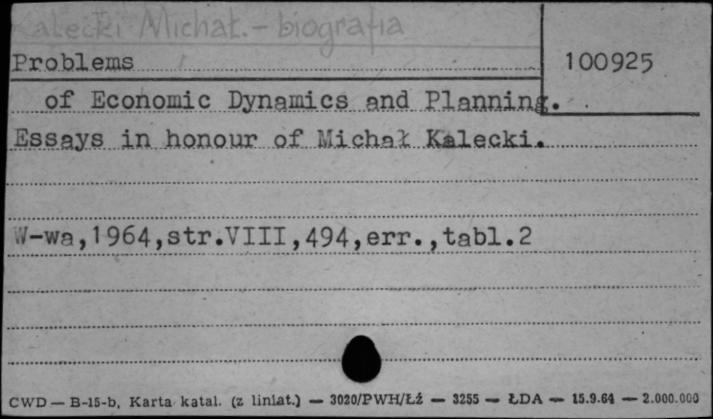 Kalecki Michał. - biografia
Problems
100925
of Economic Dynamics and Planning.
Essays in honour of Michał Kalecki.
W-wa,1964,str.VIII,494,err.,tabl.2
CWD — B-15-b, Karta katal. (z liniat.) — 3020/PWH/Łź — 3255 — ŁDA — 15.9.64 — 2.000.000